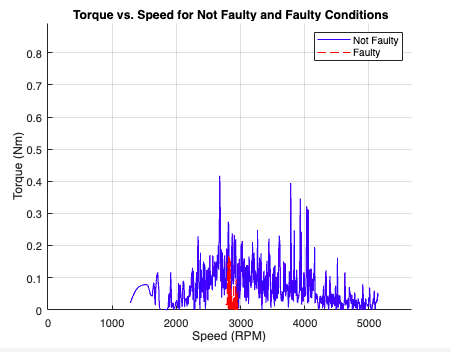 Torque vs. Speed for Not Faulty and Faulty Conditions
Not Faulty
Faulty
0.8
0.7
0.6
0.5
0.4
0.3
0.2
0.1
0
Torque (Nm)
0 1000 2000 3000 4000 5000
Speed (RPM)